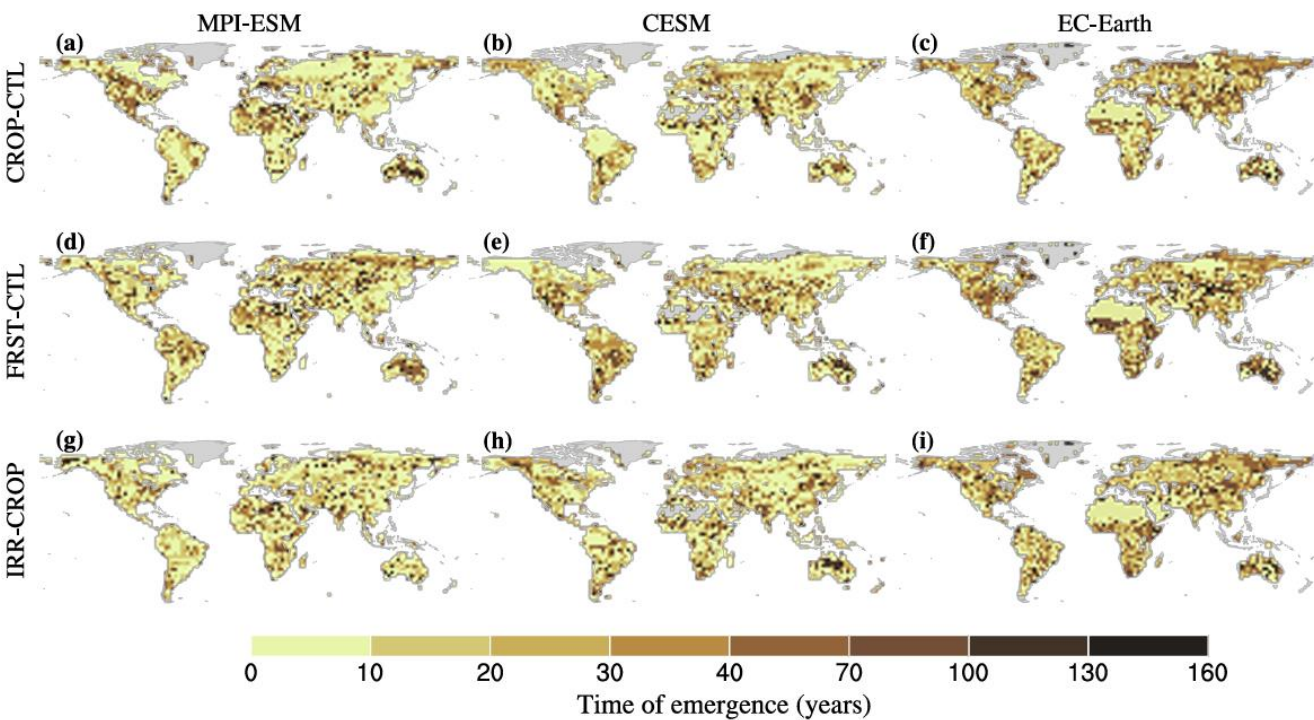 MPI-ESM CESM EC-Earth
(a) (b) (c)
CROP-CTL
(d) (e) (f)
FRST-CTL
(g) (h) (i)
IRR-CROP
0 10 20 30 40 70 100 130 160
Time of emergence (years)